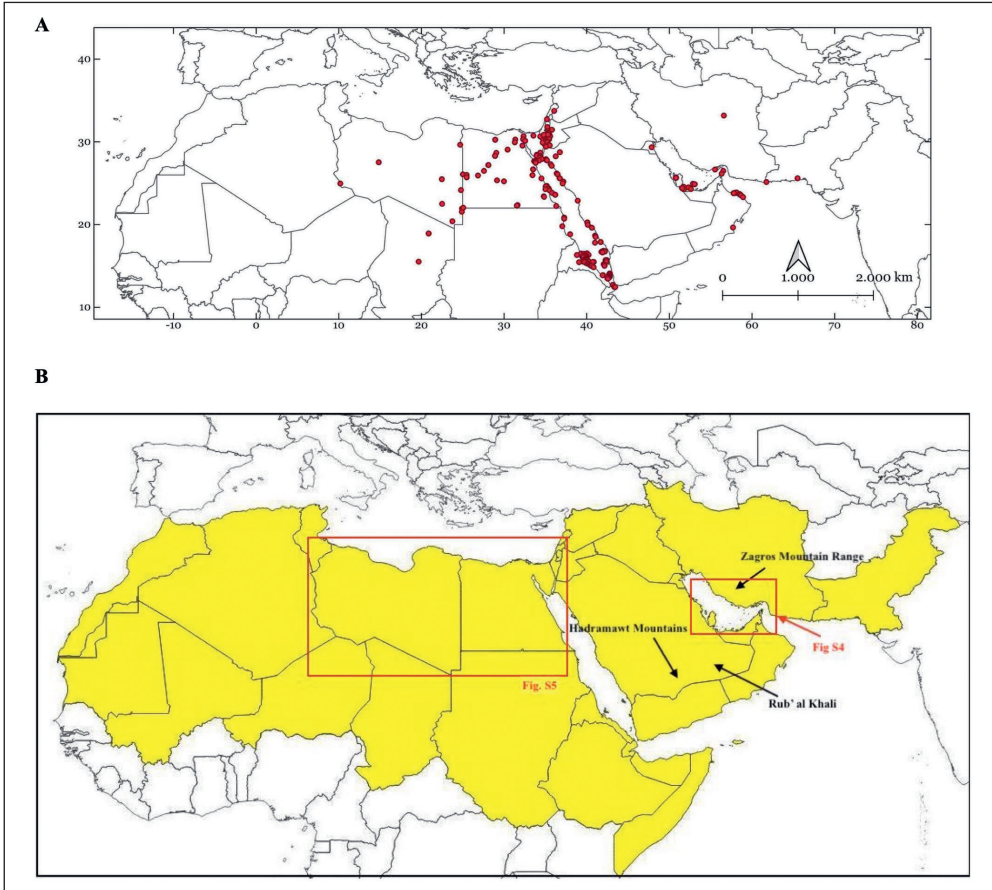 A
40
30
20
10
0
1.000
2.000 km
-10
0
10
20
30
40
50
60
70
80
B
Zagros Mountain Range
Hadramawt Mountains
Fig S4
Fig. S5
Rub' al Khali